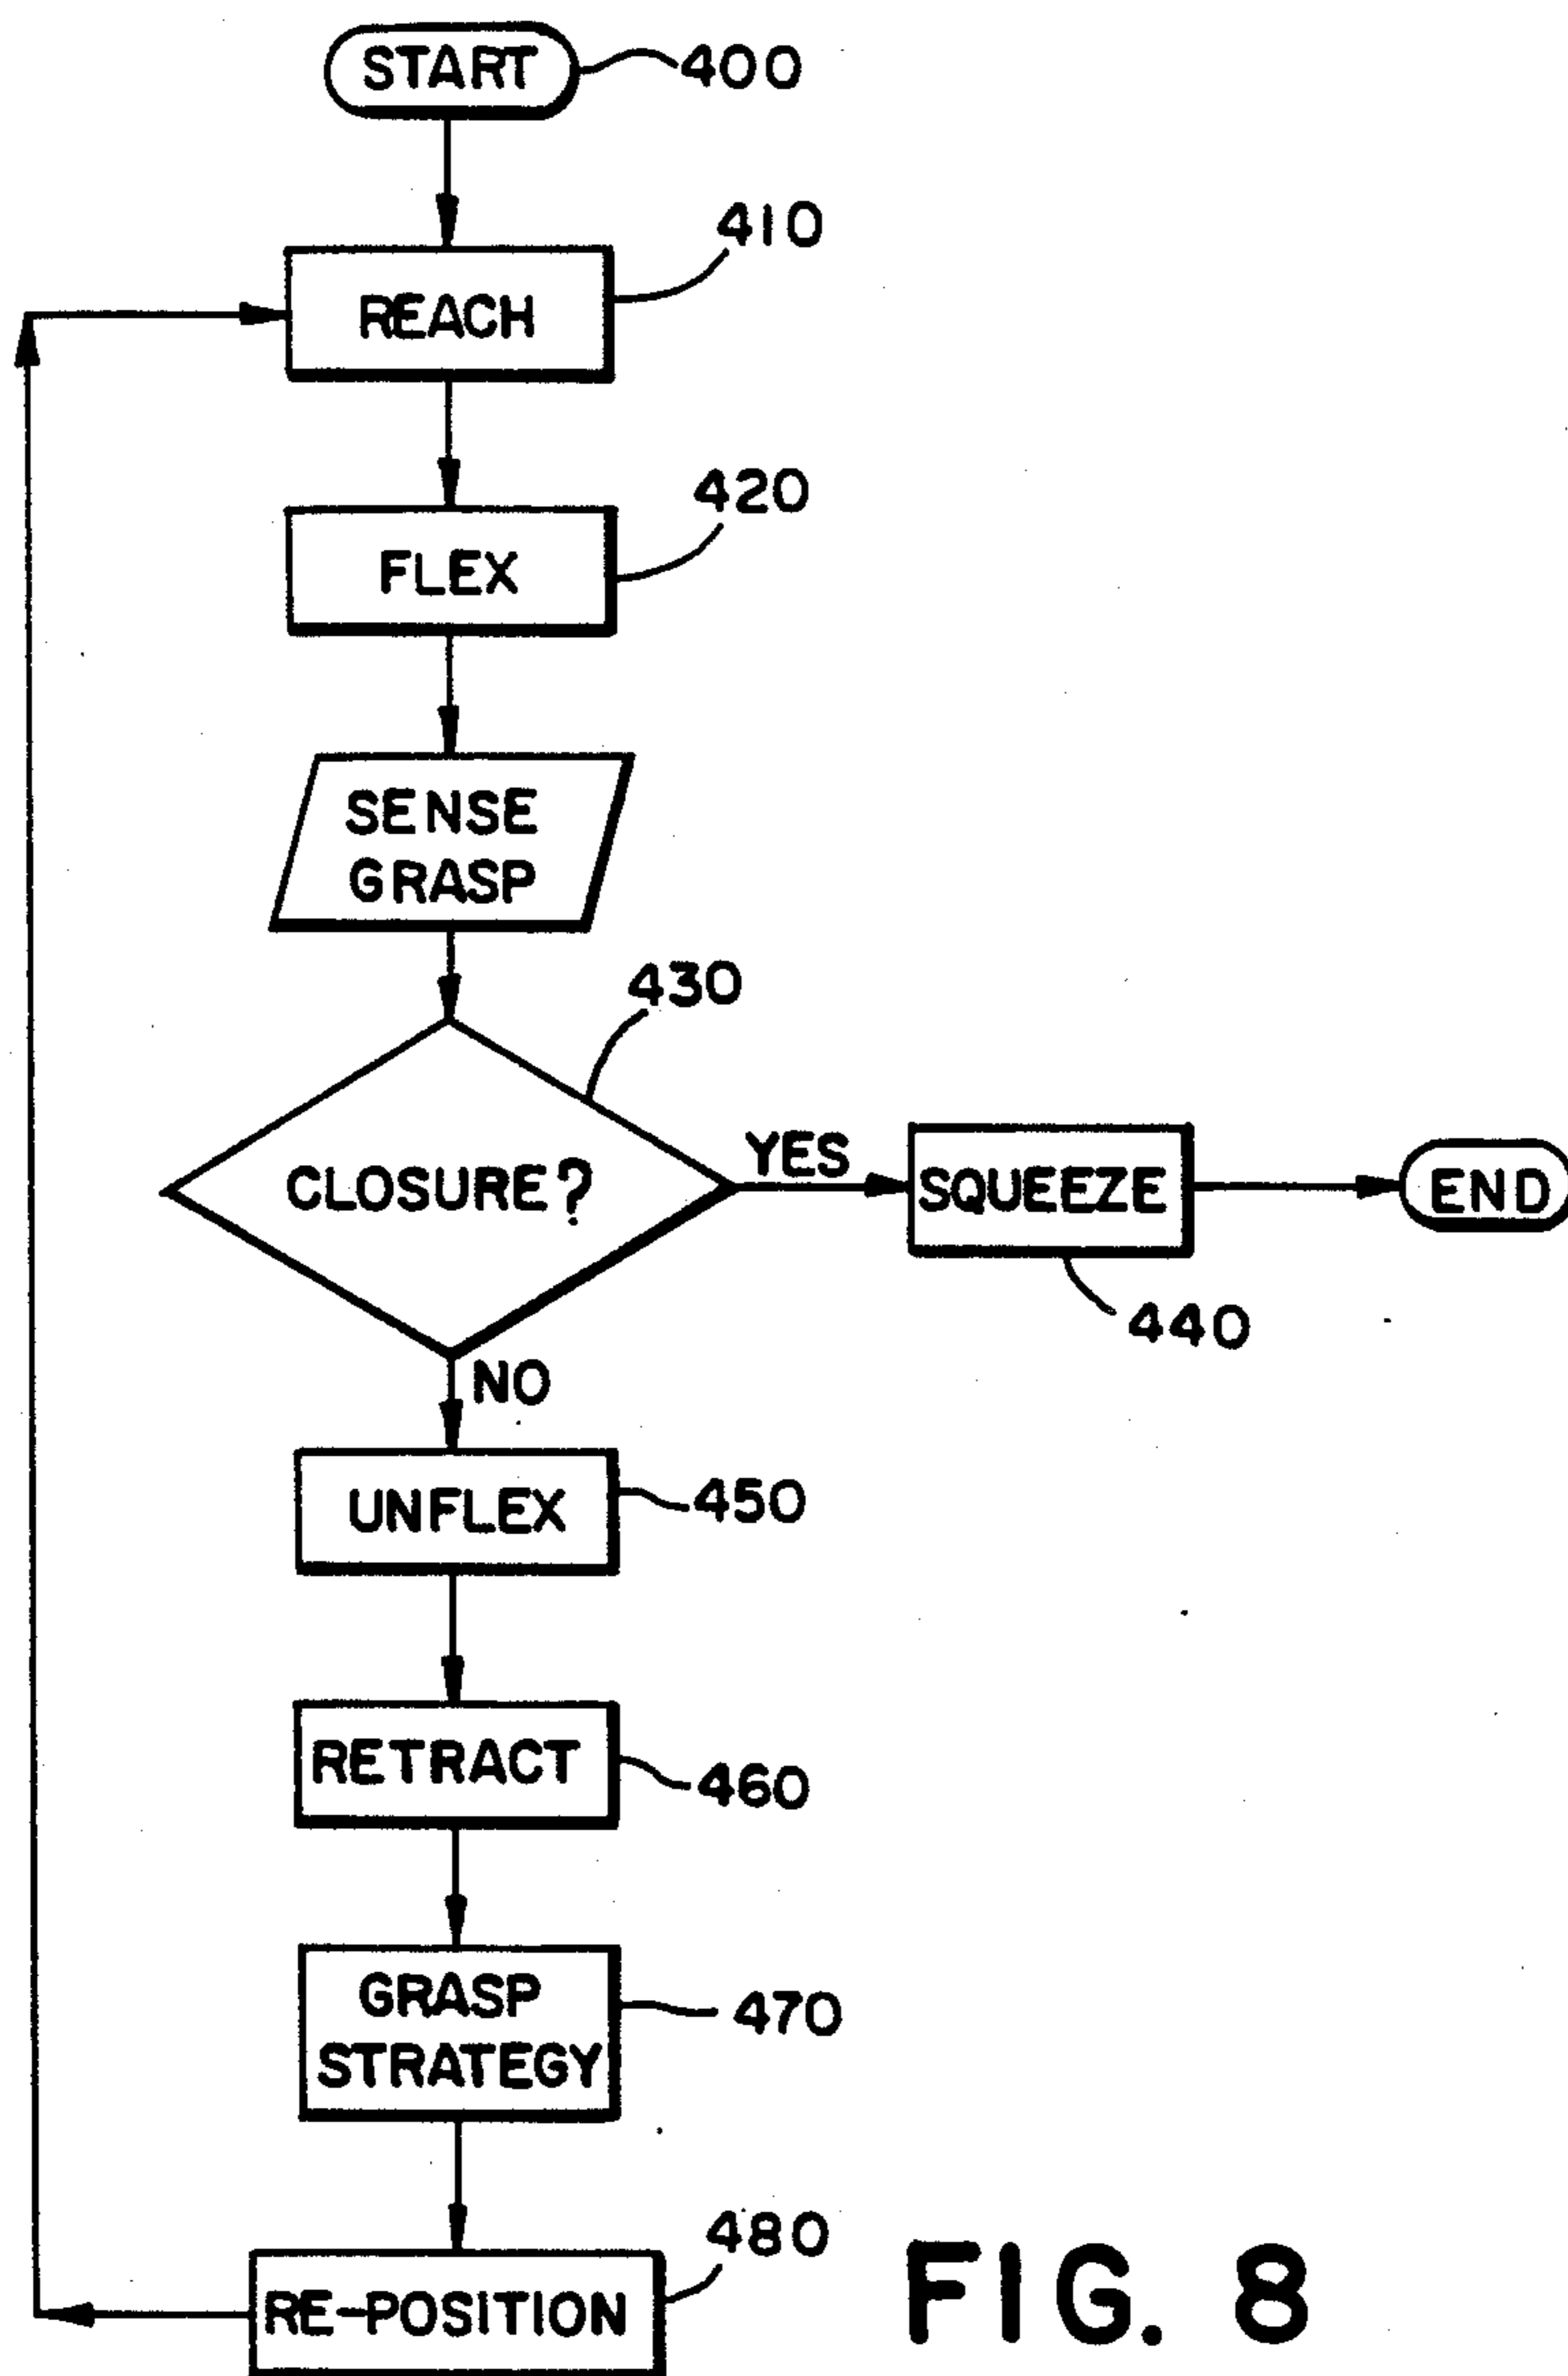 START
400
410
REACH
420
FLEX
SENSE
GRASP
430
CLOSURE?
YES
SQUEEZE
END
440
NO
UNFLEX
450
RETRACT
460
GRASP
STRATEGY
470
480
RE-POSITION
FIG. 8